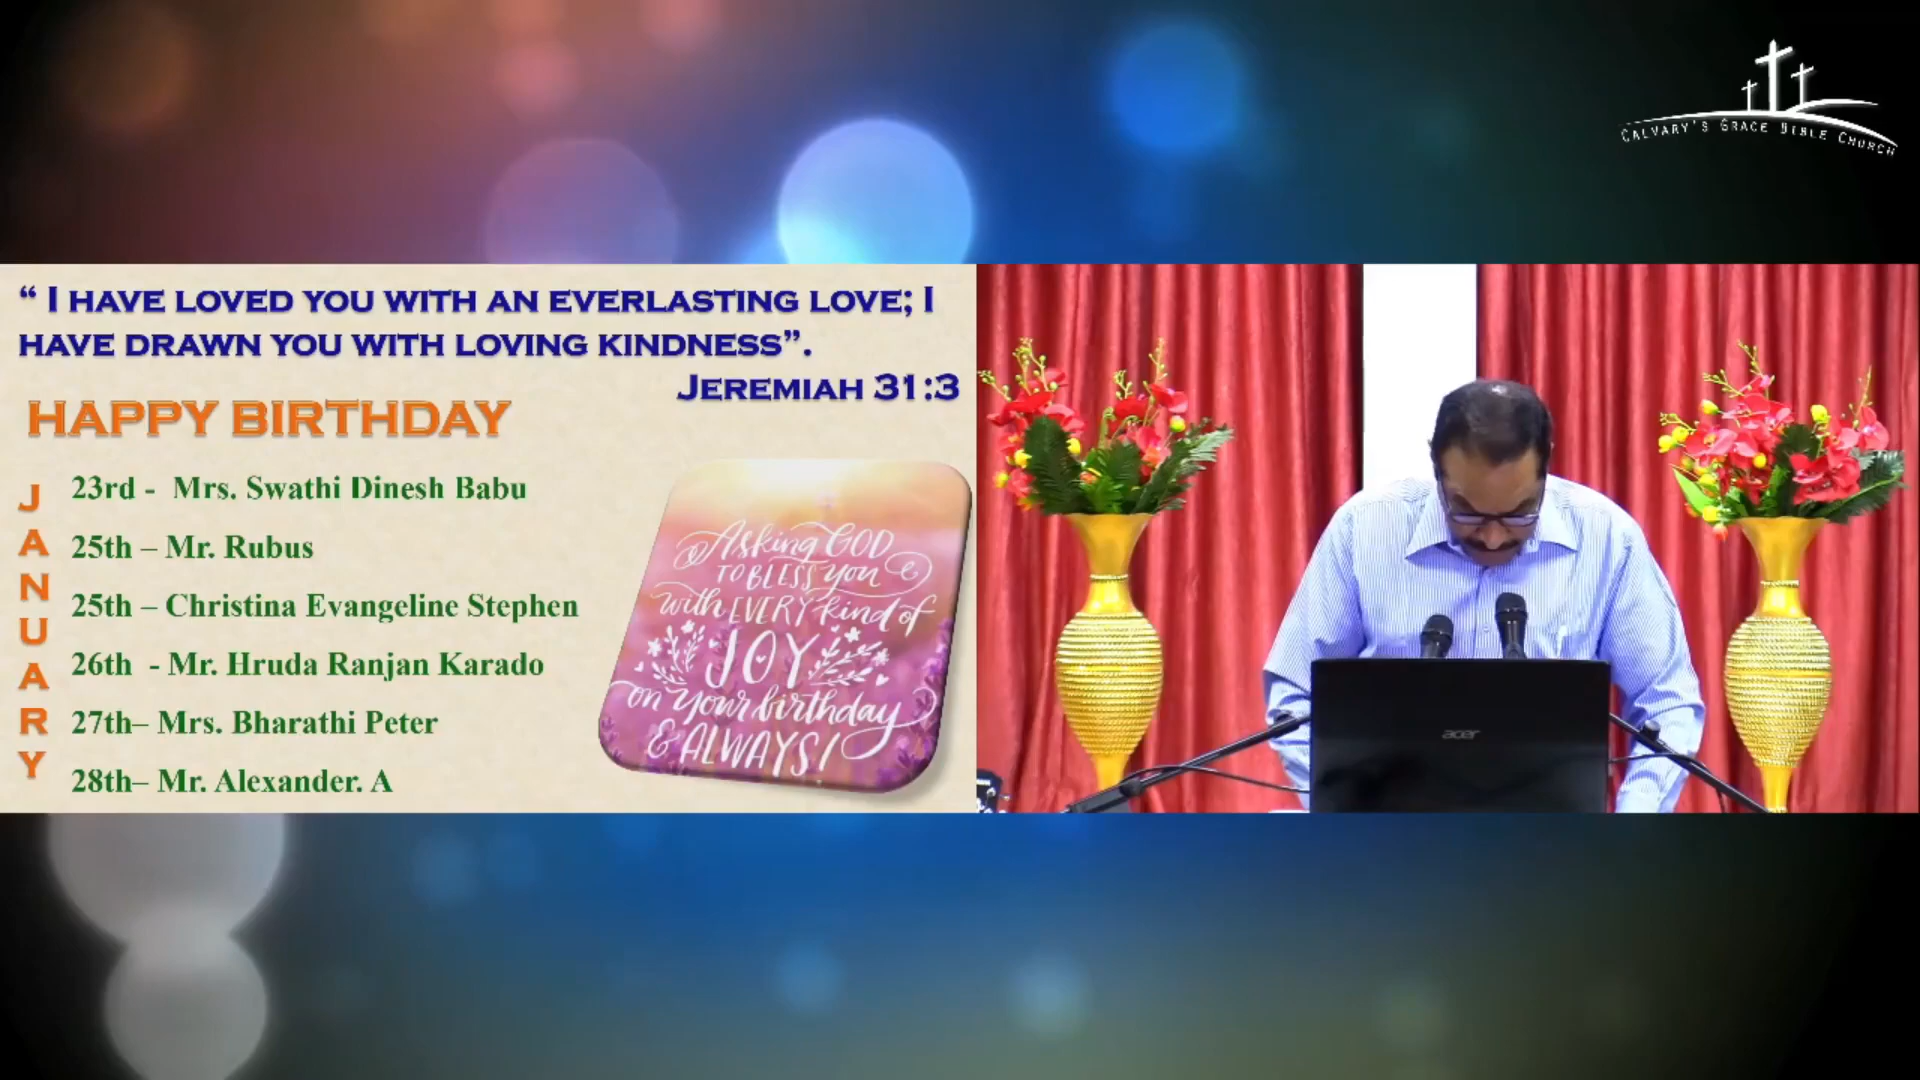 CALVARY'S GRACE BIBLE CHURCH
“ I HAVE LOVED YOU WITH AN EVERLASTING LOVE; I
HAVE DRAWN YOU WITH LOVING KINDNESS”.
JEREMIAH 31:3
HAPPY BIRTHDAY
JANUARY
23rd - Mrs. Swathi Dinesh Babu
25th – Mr. Rubus
25th – Christina Evangeline Stephen
26th - Mr. Hruda Ranjan Karado
27th– Mrs. Bharathi Peter
28th– Mr. Alexander. A
Asking GOD
TO BLESS you
with EVERY kind of
JOY
on your birthday
& ALWAYS!
acer